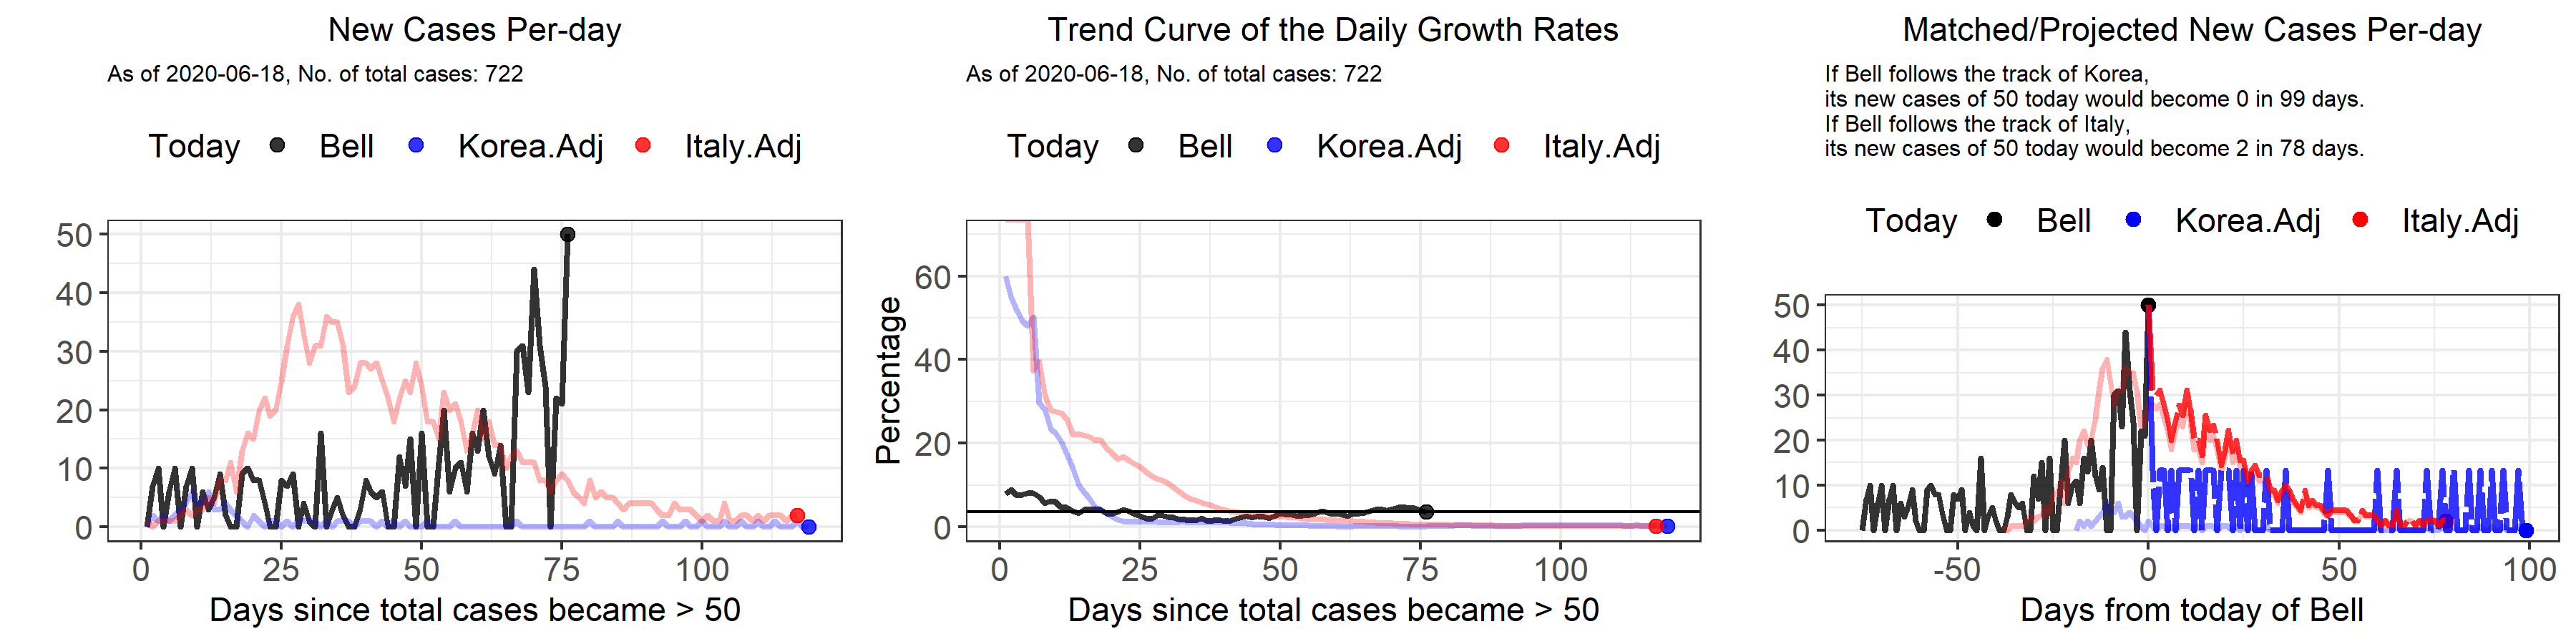 New Cases Per-day
As of 2020-06-18, No. of total cases: 722
Today Bell Korea.Adj Italy.Adj
50
40
30
20
10
0
0 25 50 75 100
Days since total cases became > 50
Trend Curve of the Daily Growth Rates
As of 2020-06-18, No. of total cases: 722
Today Bell Korea.Adj Italy.Adj
Percentage
60
40
20
0
0 25 50 75 100
Days since total cases became > 50
Matched/Projected New Cases Per-day
If Bell follows the track of Korea,
its new cases of 50 today would become 0 in 99 days.
If Bell follows the track of Italy,
its new cases of 50 today would become 2 in 78 days.
Today Bell Korea.Adj Italy.Adj
50
40
30
20
10
0
-50 0 50 100
Days from today of Bell